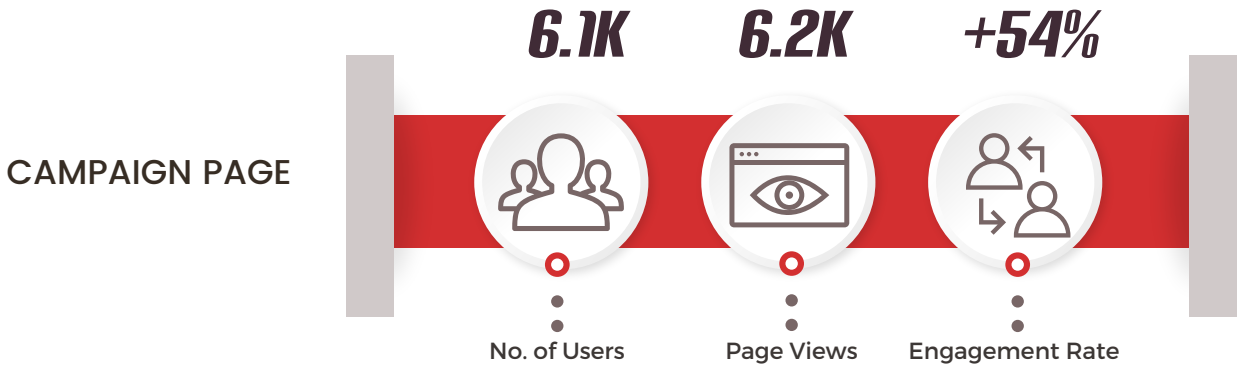 6.1K 6.2K +54%
CAMPAIGN PAGE
No. of Users Page Views Engagement Rate